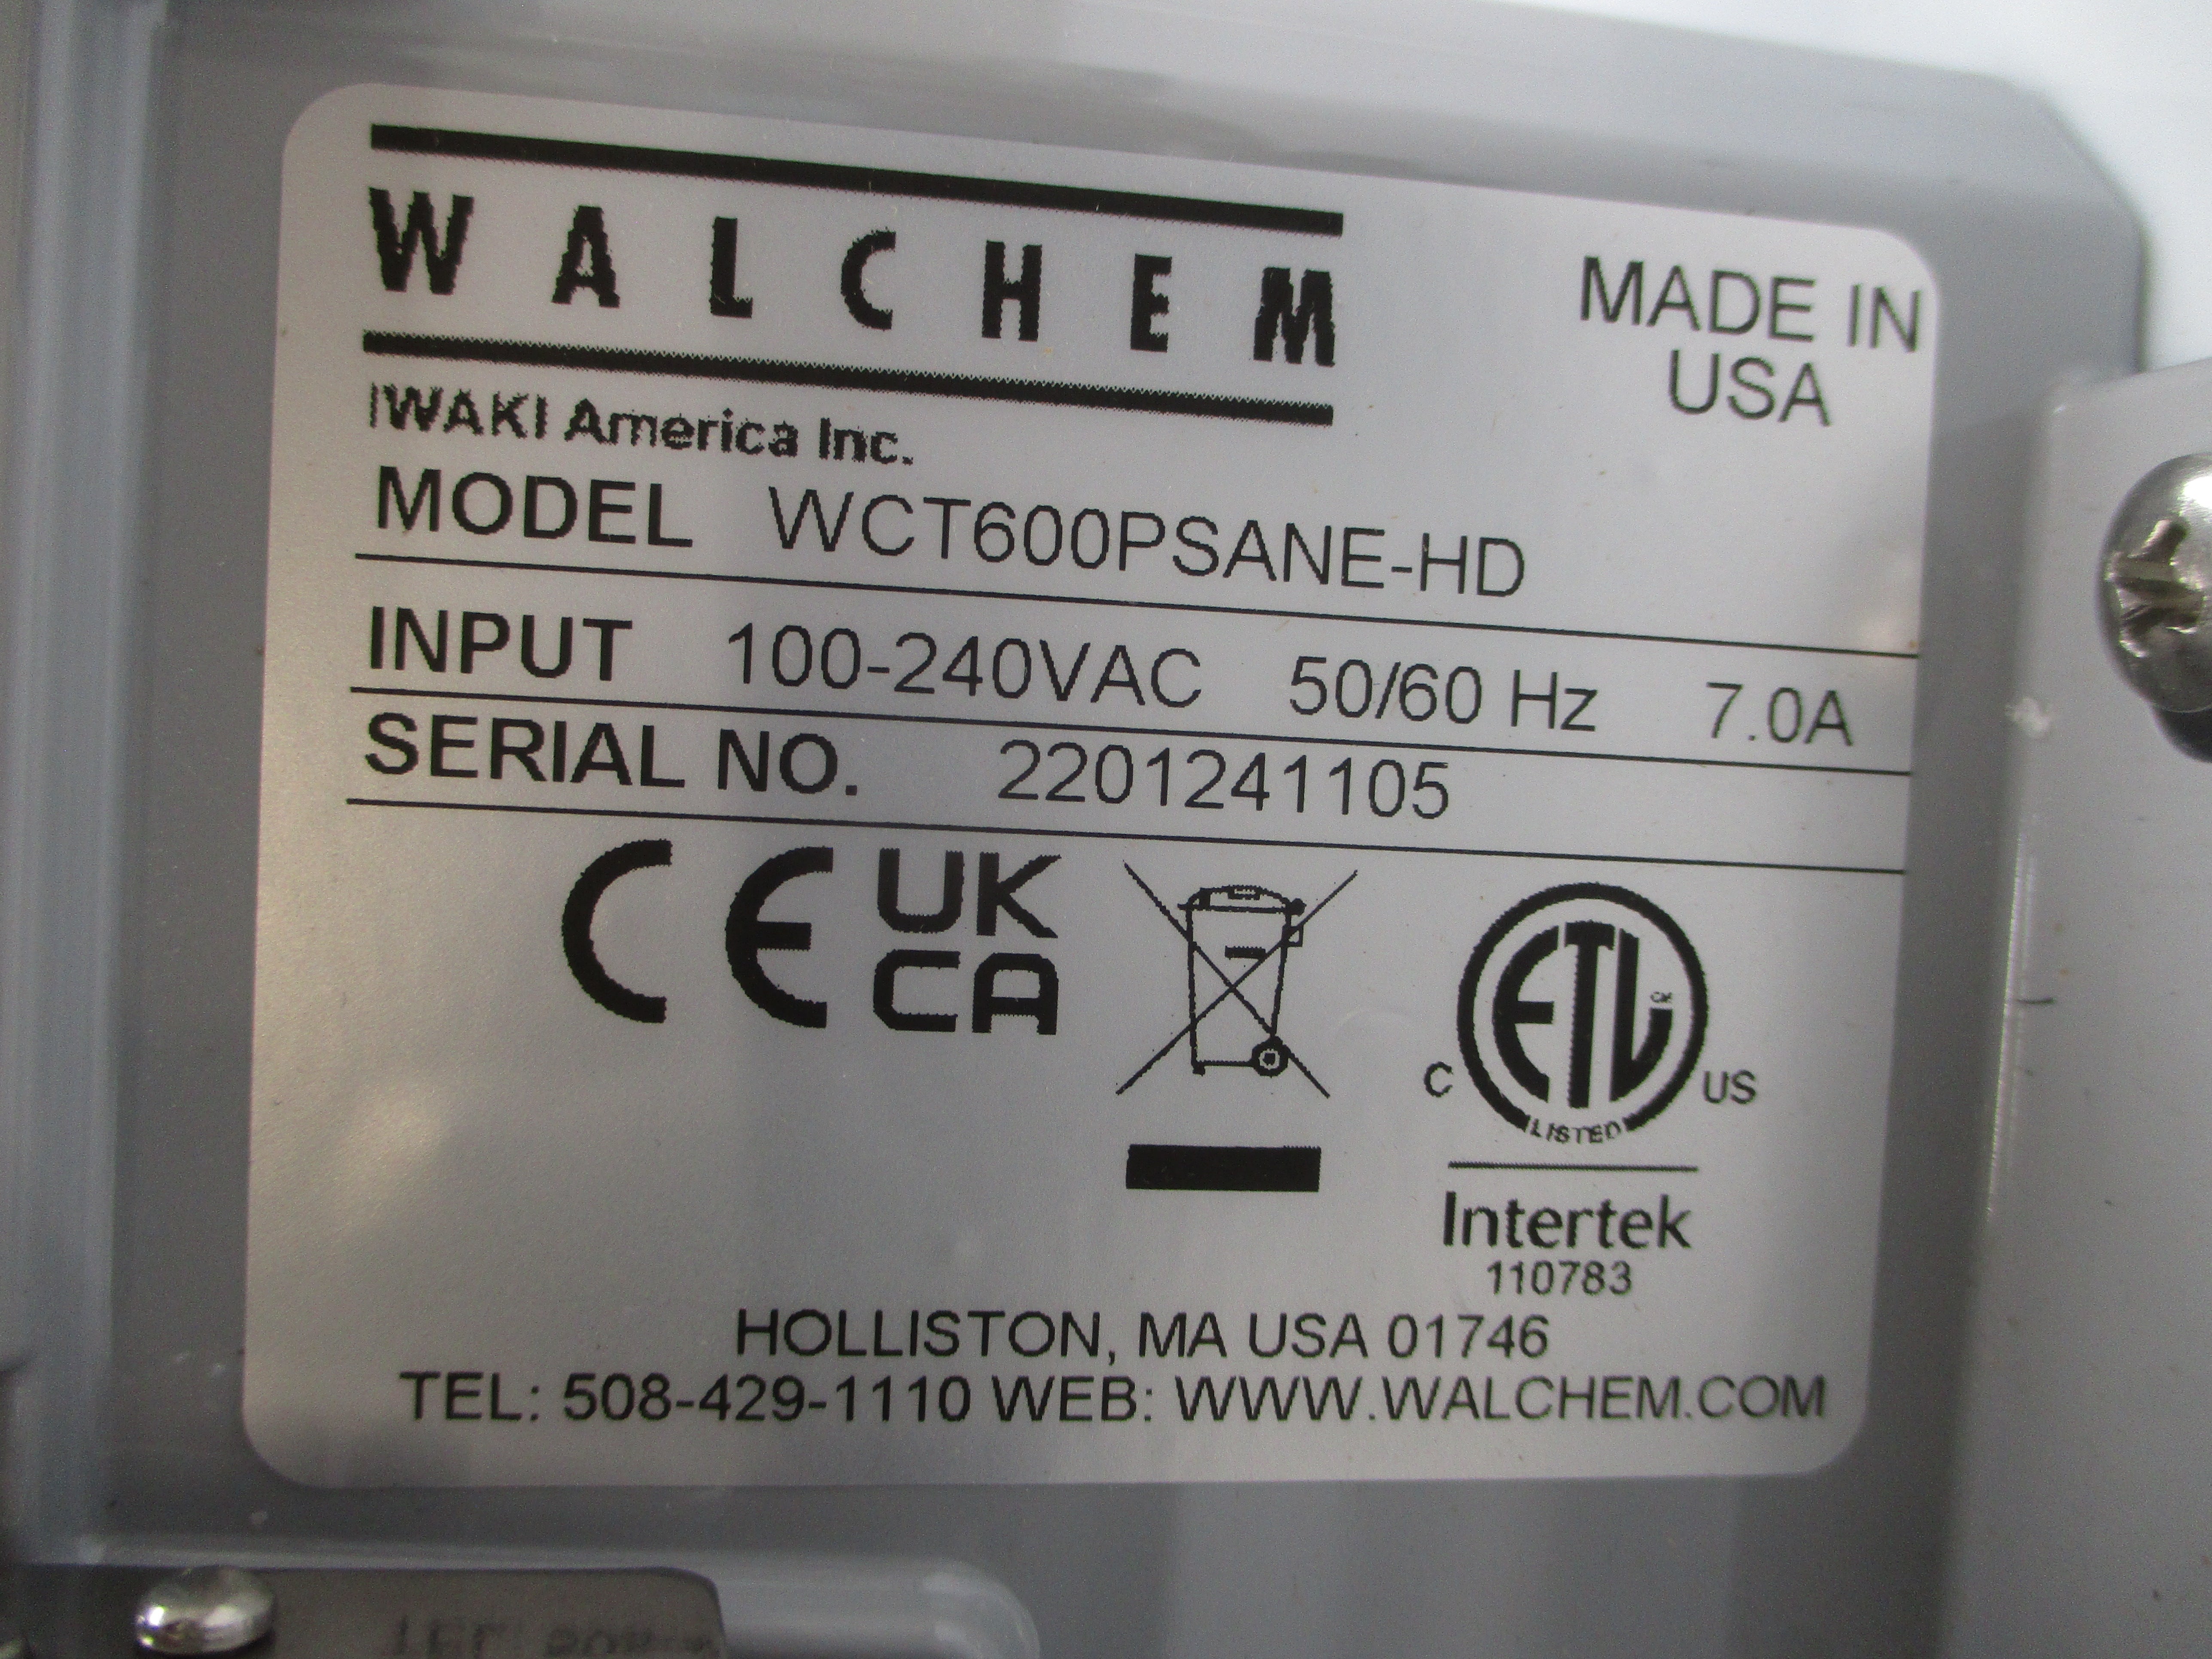 WALCHEM
MADE IN
USA
IWAKI America Inc.
MODEL WCT600PSANE-HD
INPUT 100-240VAC 50/60 Hz 7.0A
SERIAL NO. 2201241105
CE UK
CA
ETL
CM
C US
LISTED
Intertek
110783
HOLLISTON, MA USA 01746
TEL: 508-429-1110 WEB: WWW.WALCHEM.COM